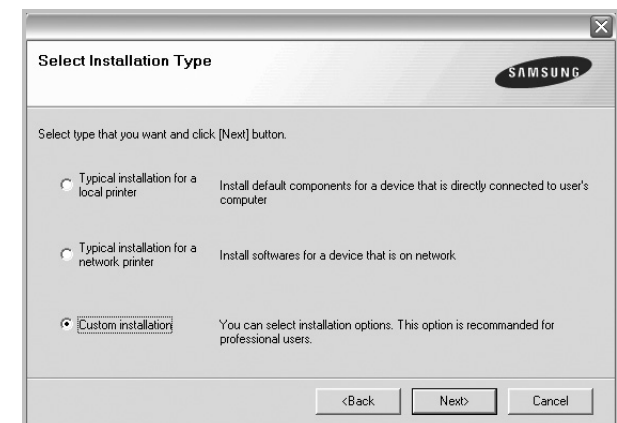 Select Installation Type
SAMSUNG
Select type that you want and click [Next] button.
Typical installation for a
local printer
Install default components for a device that is directly connected to user's
computer
Typical installation for a
network printer
Install softwares for a device that is on network
Custom installation
You can select installation options. This option is recommanded for
professional users.
<Back
Next>
Cancel